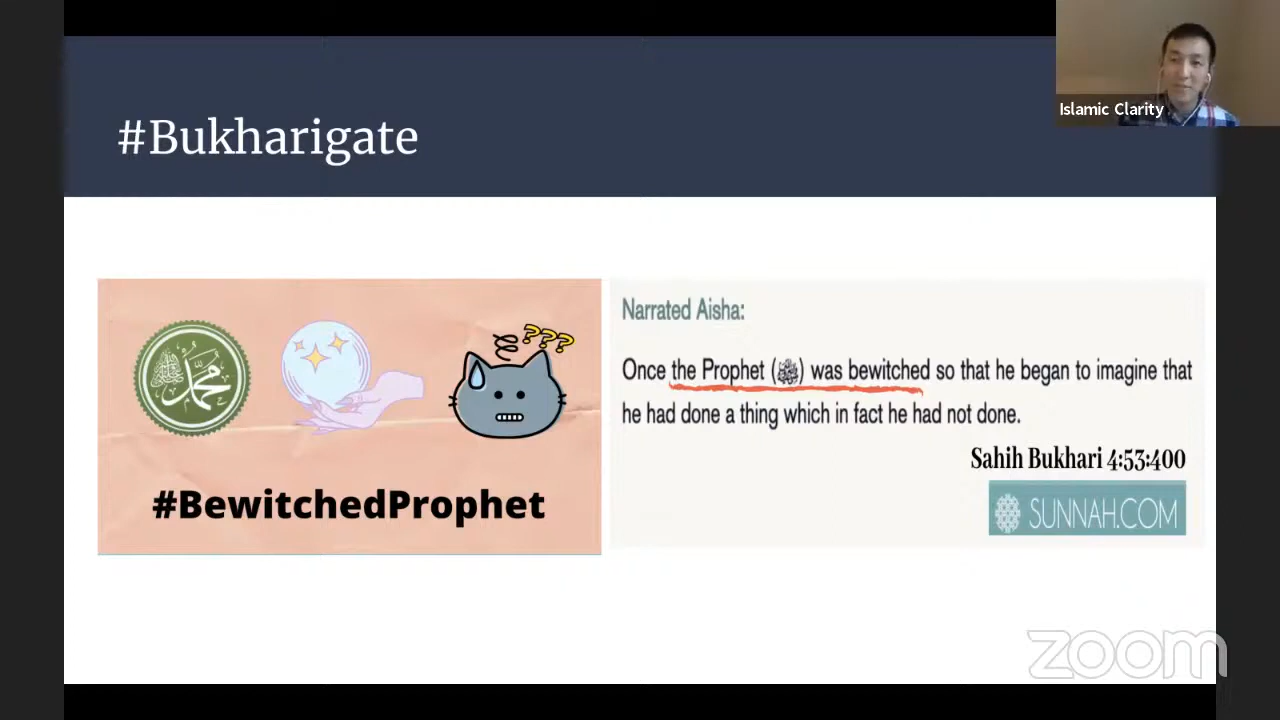 #Bukharigate
Islamic Clarity
محمد
???
#BewitchedProphet
Narrated Aisha:
Once the Prophet (ﷺ) was bewitched so that he began to imagine that
he had done a thing which in fact he had not done.
Sahih Bukhari 4:53:400
SUNNAH.COM
zoom